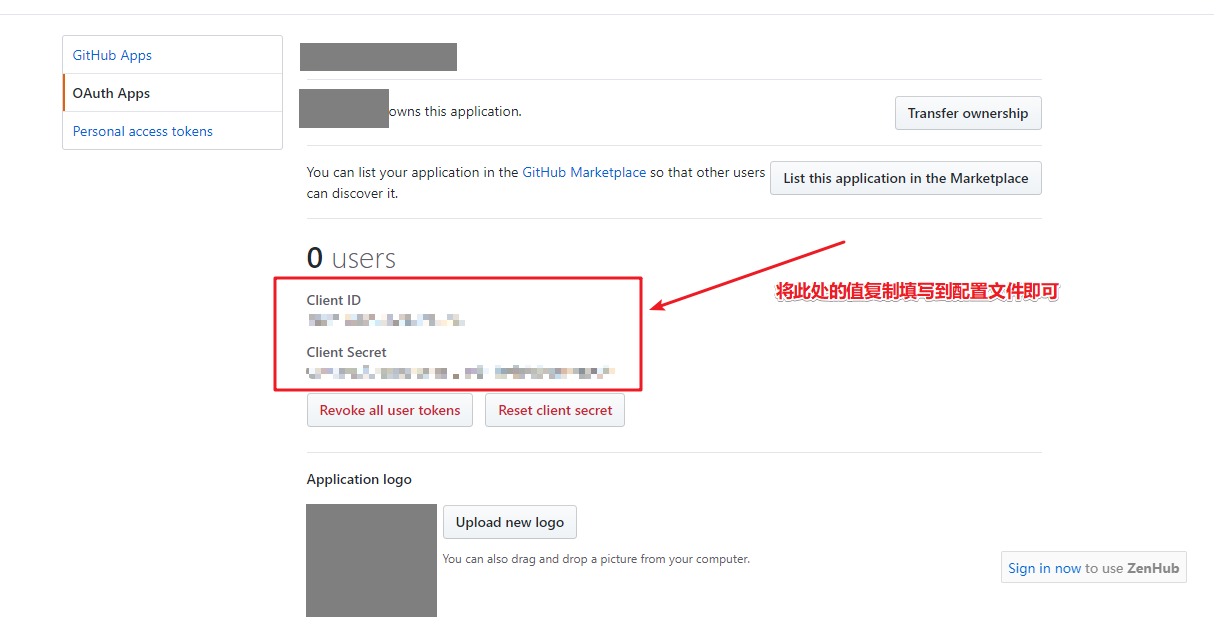 GitHub Apps
OAuth Apps
Personal access tokens
owns this application.
Transfer ownership
You can list your application in the GitHub Marketplace so that other users
can discover it.
List this application in the Marketplace
0 users
Client ID
Client Secret
将此处的值复制填写到配置文件即可
Revoke all user tokens
Reset client secret
Application logo
Upload new logo
You can also drag and drop a picture from your computer.
Sign in now to use ZenHub